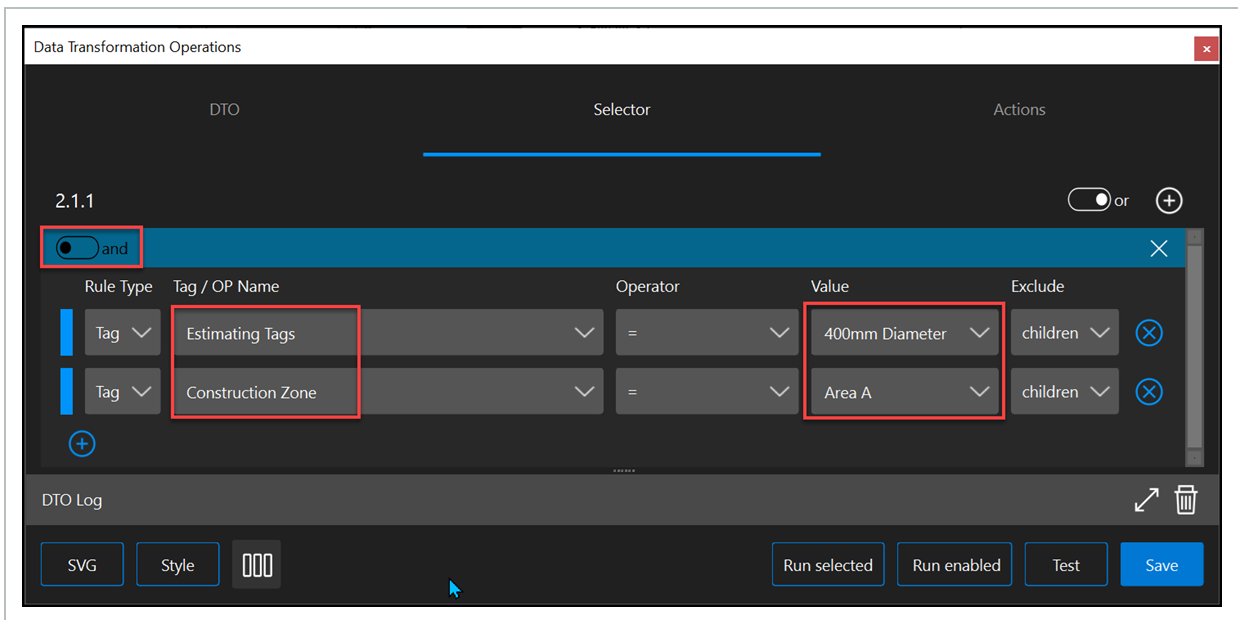 Data Transformation Operations
DTO Selector Actions
2.1.1 or
and
Rule Type Tag / OP Name Operator Value Exclude
Tag Estimating Tags = 400mm Diameter children
Tag Construction Zone = Area A children
DTO Log
SVG Style Run selected Run enabled Test Save